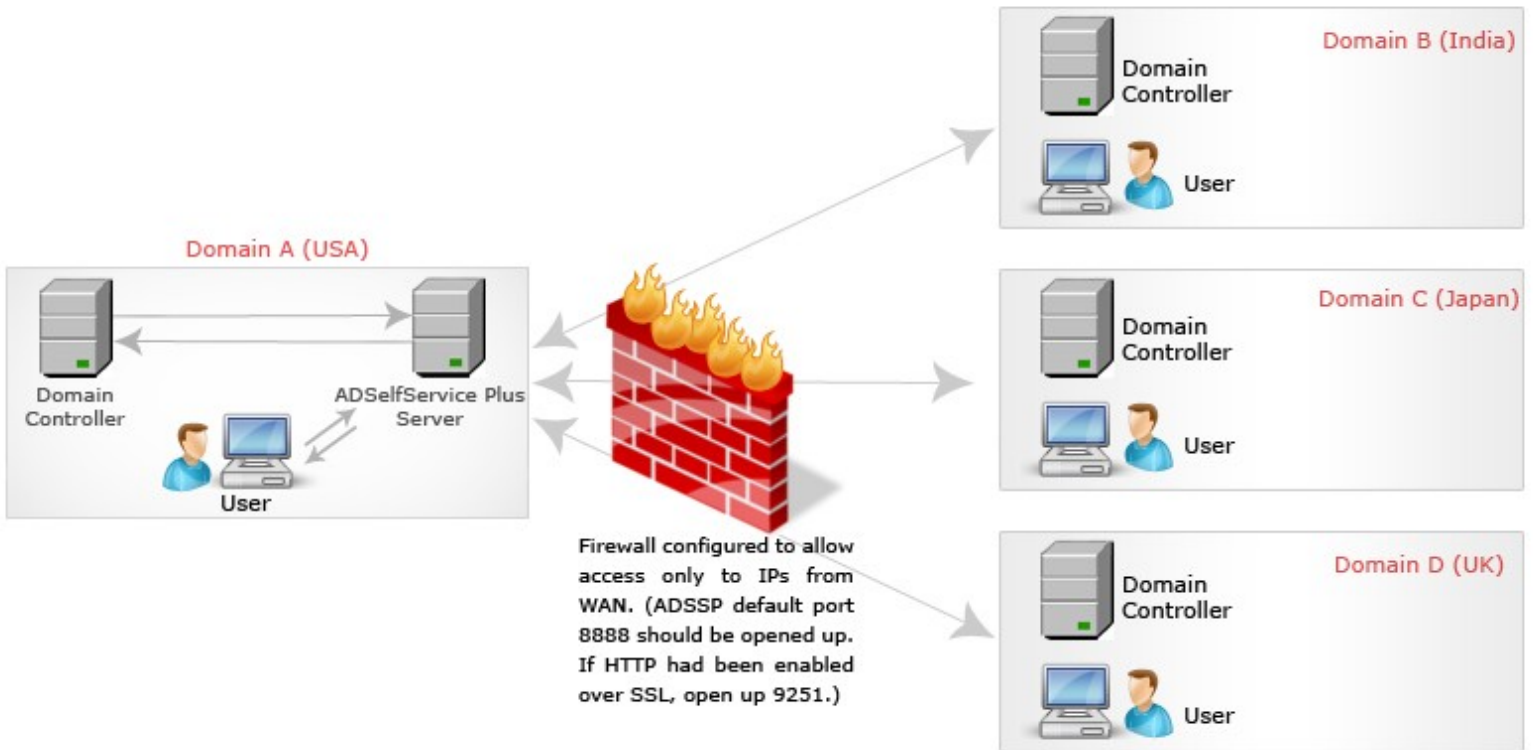 Domain A (USA)
Domain
Controller
ADSelfService Plus
Server
User
Firewall configured to allow
access only to IPs from
WAN. (ADSSP default port
8888 should be opened up.
If HTTP had been enabled
over SSL, open up 9251.)
Domain B (India)
Domain
Controller
User
Domain C (Japan)
Domain
Controller
User
Domain D (UK)
Domain
Controller
User